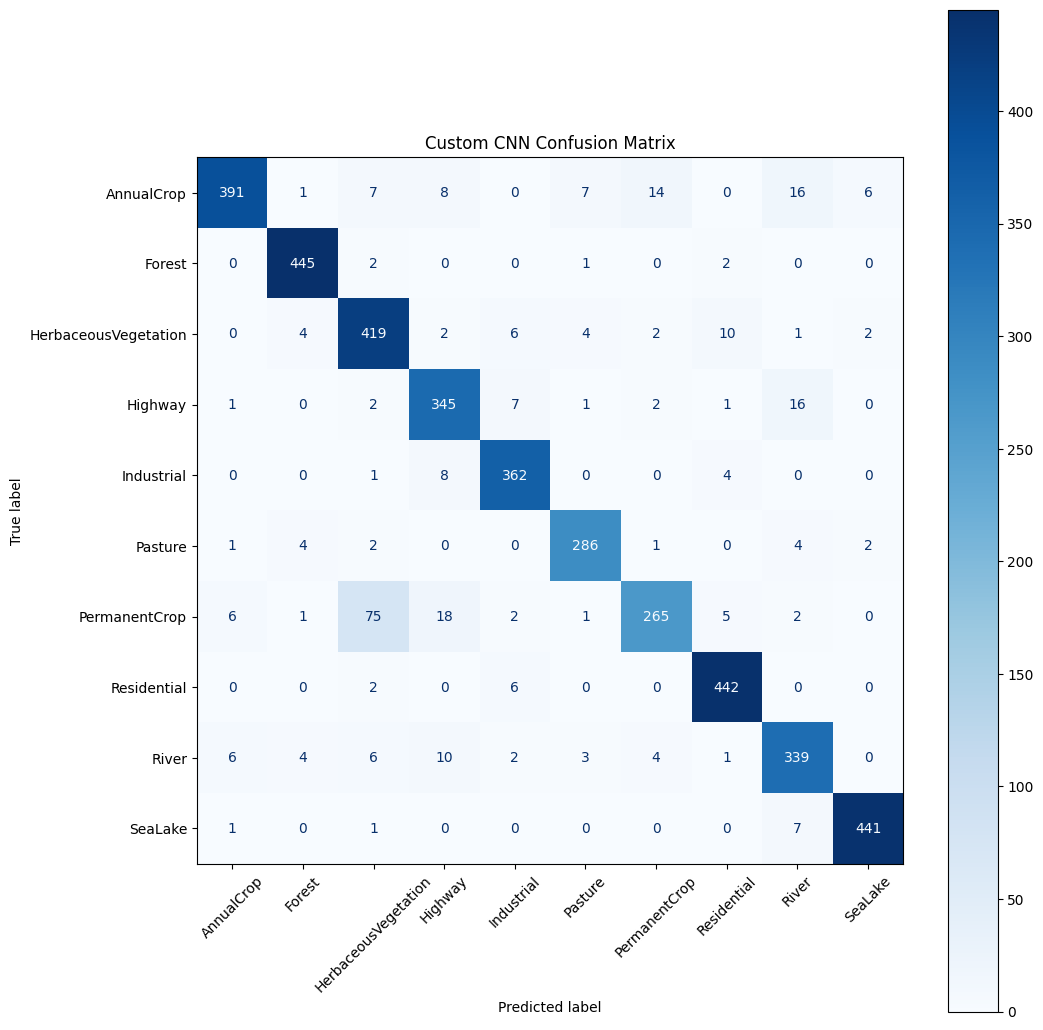 Custom CNN Confusion Matrix
True label
AnnualCrop 391 1 7 8 0 7 14 0 16 6
Forest 0 445 2 0 0 1 0 2 0 0
HerbaceousVegetation 0 4 419 2 6 4 2 10 1 2
Highway 1 0 2 345 7 1 2 1 16 0
Industrial 0 0 1 8 362 0 0 4 0 0
Pasture 1 4 2 0 0 286 1 0 4 2
PermanentCrop 6 1 75 18 2 1 265 5 2 0
Residential 0 0 2 0 6 0 0 442 0 0
River 6 4 6 10 2 3 4 1 339 0
SeaLake 1 0 1 0 0 0 0 0 7 441
AnnualCrop Forest HerbaceousVegetation Highway Industrial Pasture PermanentCrop Residential River SeaLake
Predicted label
400
350
300
250
200
150
100
50
0